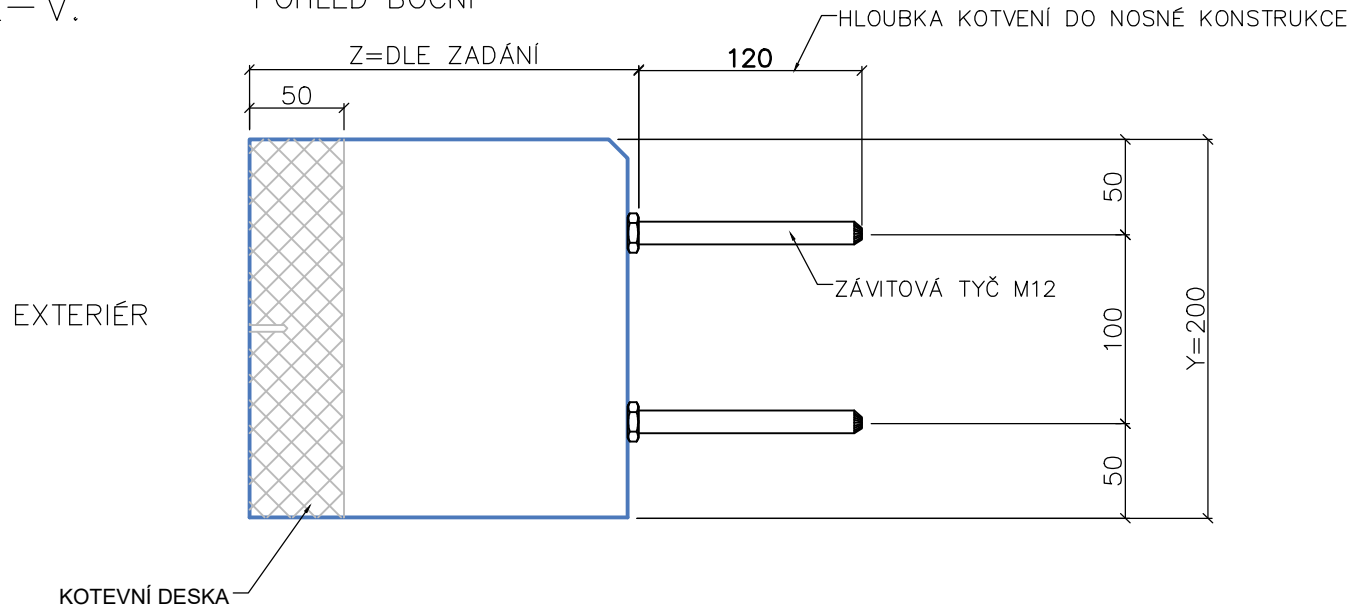 POHLED BOČNÍ
HLOUBKA KOTVENÍ DO NOSNÉ KONSTRUKCE
Z=DLE ZADÁNÍ
120
50
50
ZÁVITOVÁ TYČ M12
EXTERIÉR
100
Y=200
50
KOTEVNÍ DESKA